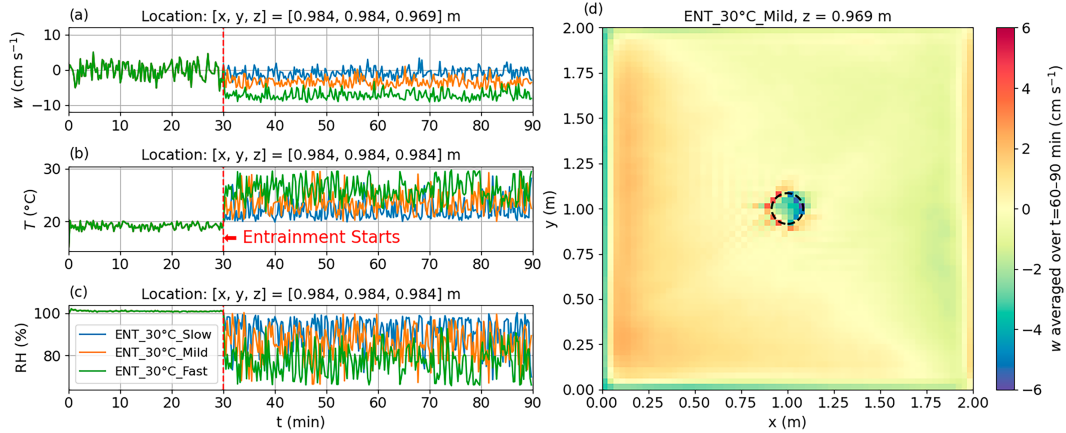 (a) Location: [x, y, z] = [0.984, 0.984, 0.969] m
w (cm s⁻¹)
10
0
−10
0 10 20 30 40 50 60 70 80 90
(b) Location: [x, y, z] = [0.984, 0.984, 0.984] m
T (°C)
30
20
Entrainment Starts
0 10 20 30 40 50 60 70 80 90
(c) Location: [x, y, z] = [0.984, 0.984, 0.984] m
RH (%)
100
80
ENT_30°C_Slow
ENT_30°C_Mild
ENT_30°C_Fast
0 10 20 30 40 50 60 70 80 90
t (min)
(d)
ENT_30°C_Mild, z = 0.969 m
y (m)
2.00
1.75
1.50
1.25
1.00
0.75
0.50
0.25
0.00
0.00 0.25 0.50 0.75 1.00 1.25 1.50 1.75 2.00
x (m)
6
4
2
0
−2
−4
−6
w averaged over t=60–90 min (cm s⁻¹)